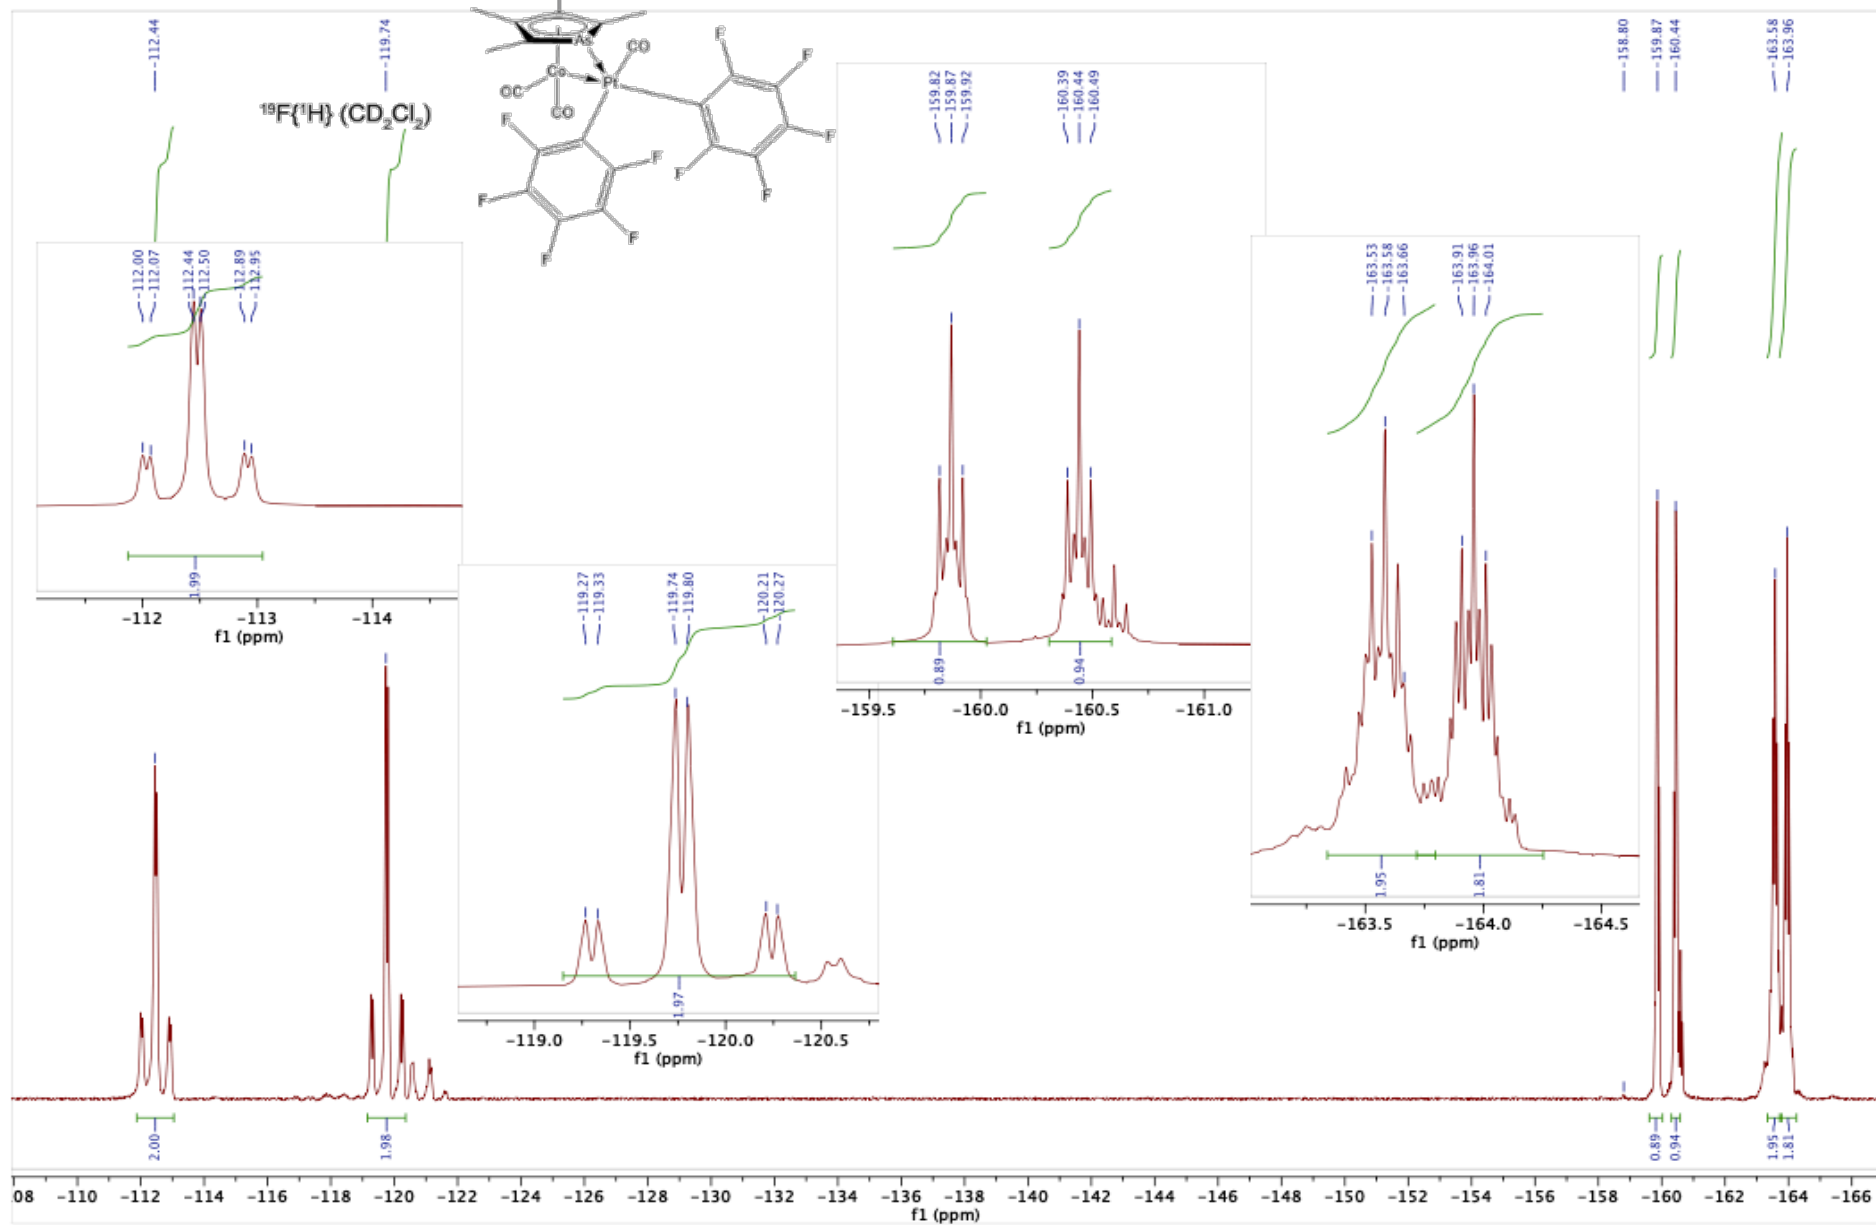 −112.44
−119.74
−158.80
−159.87
−160.44
−163.58
−163.96
¹⁹F{¹H} (CD₂Cl₂)
As
CO
Co
Pt
OC
CO
F
F
F
F
F
F
F
F
F
F
−112.00
−112.07
−112.44
−112.50
−112.89
−112.95
1.99
−112 −113 −114
f1 (ppm)
−119.27
−119.33
−119.74
−119.80
−120.21
−120.27
1.97
−119.0 −119.5 −120.0 −120.5
f1 (ppm)
−159.82
−159.87
−159.92
−160.39
−160.44
−160.49
0.89
0.94
−159.5 −160.0 −160.5 −161.0
f1 (ppm)
−163.53
−163.58
−163.66
−163.91
−163.96
−164.01
1.95
1.81
−163.5 −164.0 −164.5
f1 (ppm)
2.00
1.98
0.89
0.94
1.95
1.81
08 −110 −112 −114 −116 −118 −120 −122 −124 −126 −128 −130 −132 −134 −136 −138 −140 −142 −144 −146 −148 −150 −152 −154 −156 −158 −160 −162 −164 −166
f1 (ppm)